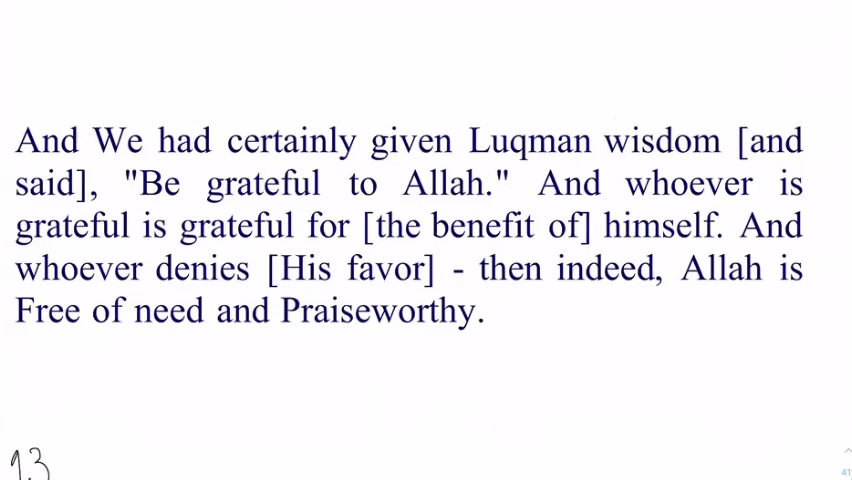 And We had certainly given Luqman wisdom [and
said], "Be grateful to Allah." And whoever is
grateful is grateful for [the benefit of] himself. And
whoever denies [His favor] - then indeed, Allah is
Free of need and Praiseworthy.